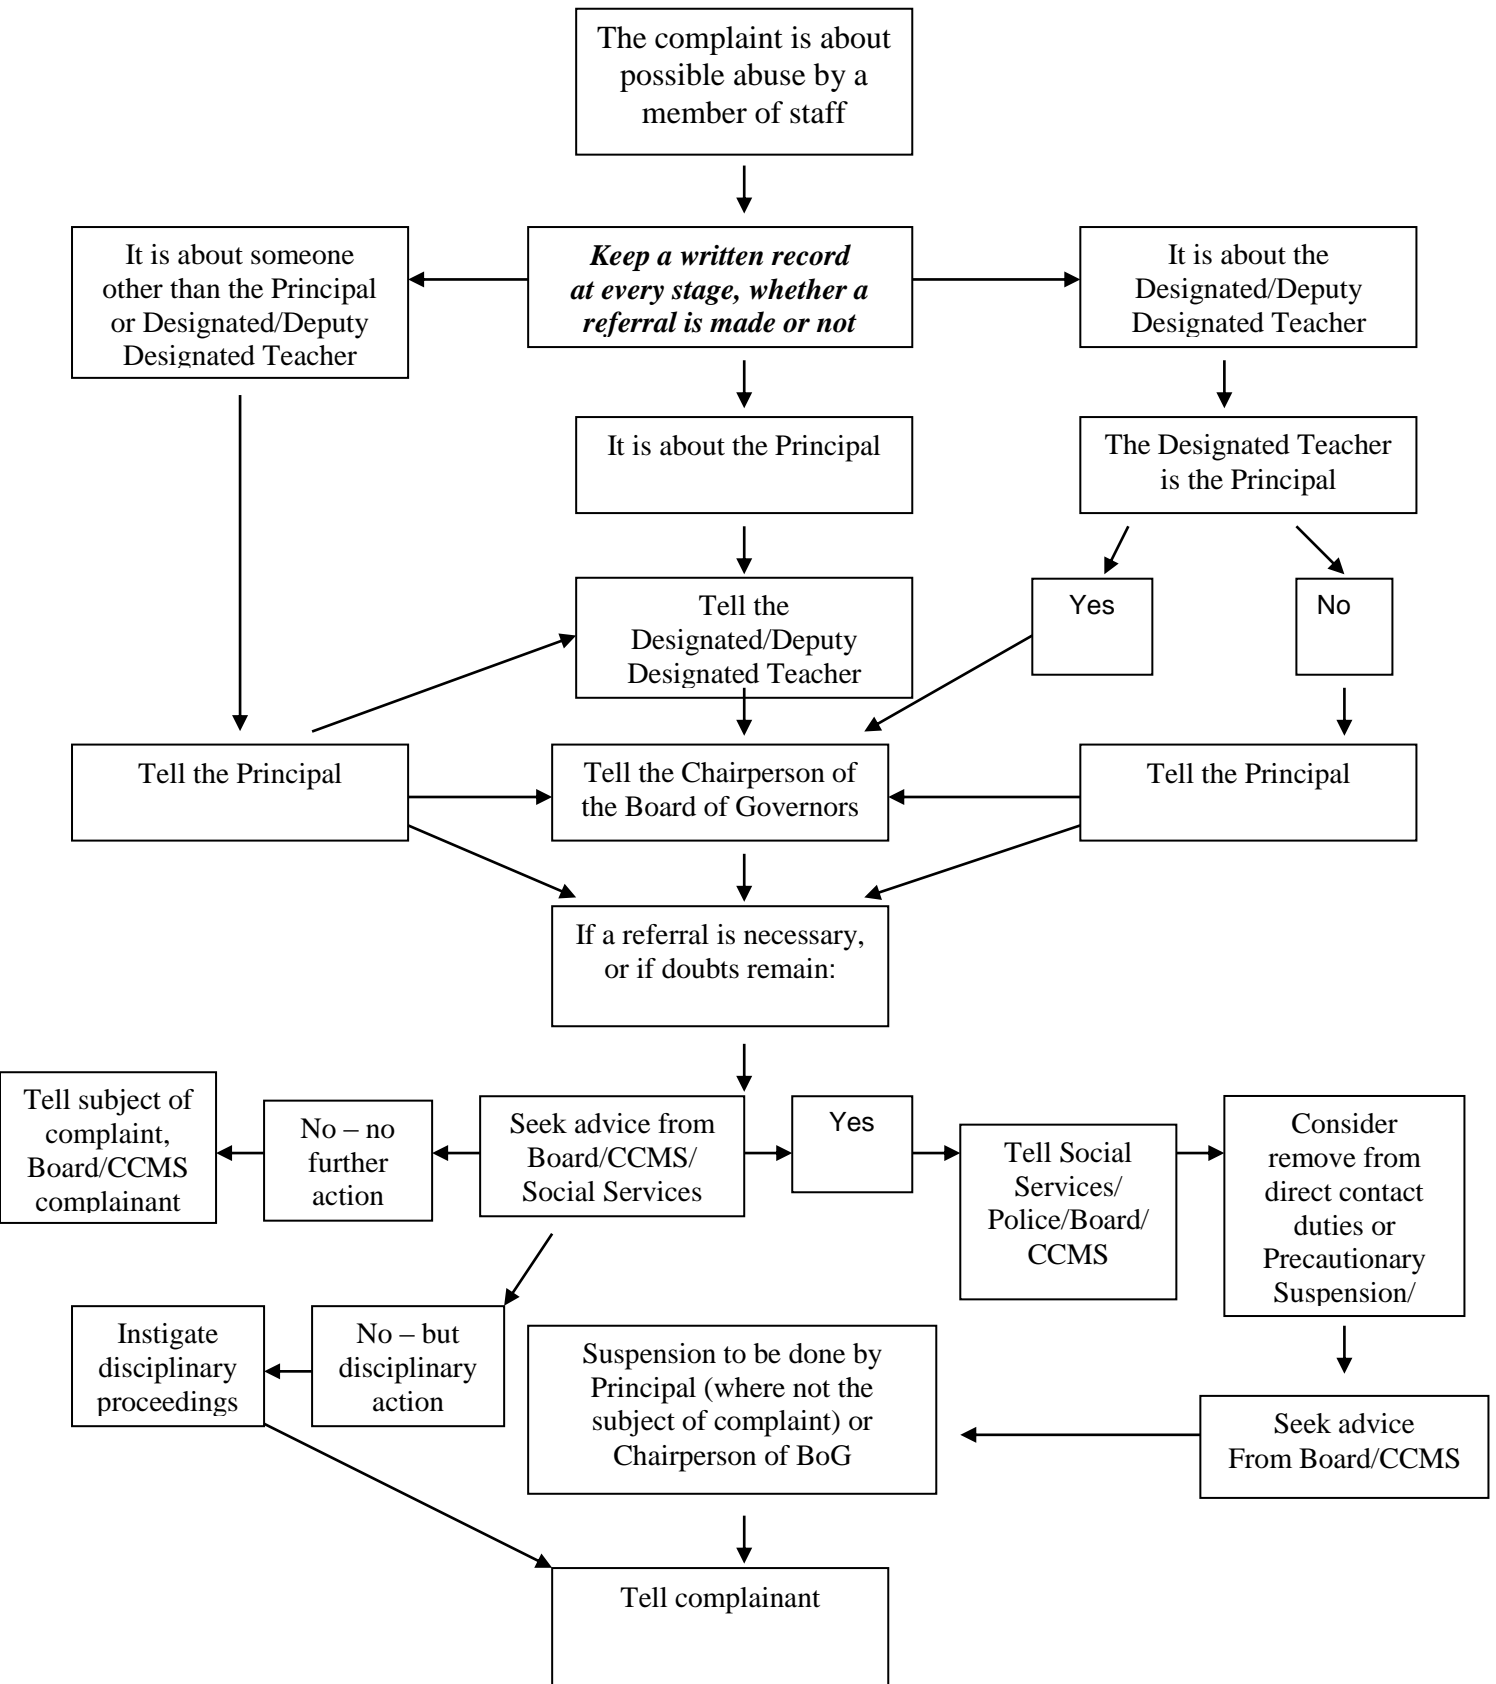 The complaint is about
possible abuse by a
member of staff
It is about someone
other than the Principal
or Designated/Deputy
Designated Teacher
Keep a written record
at every stage, whether a
referral is made or not
It is about the
Designated/Deputy
Designated Teacher
It is about the Principal
The Designated Teacher
is the Principal
Tell the
Designated/Deputy
Designated Teacher
Yes
No
Tell the Principal
Tell the Chairperson of
the Board of Governors
Tell the Principal
If a referral is necessary,
or if doubts remain:
Tell subject of
complaint,
Board/CCMS
complainant
No – no
further
action
Seek advice from
Board/CCMS/
Social Services
Yes
Tell Social
Services/
Police/Board/
CCMS
Consider
remove from
direct contact
duties or
Precautionary
Suspension/
Instigate
disciplinary
proceedings
No – but
disciplinary
action
Suspension to be done by
Principal (where not the
subject of complaint) or
Chairperson of BoG
Seek advice
From Board/CCMS
Tell complainant